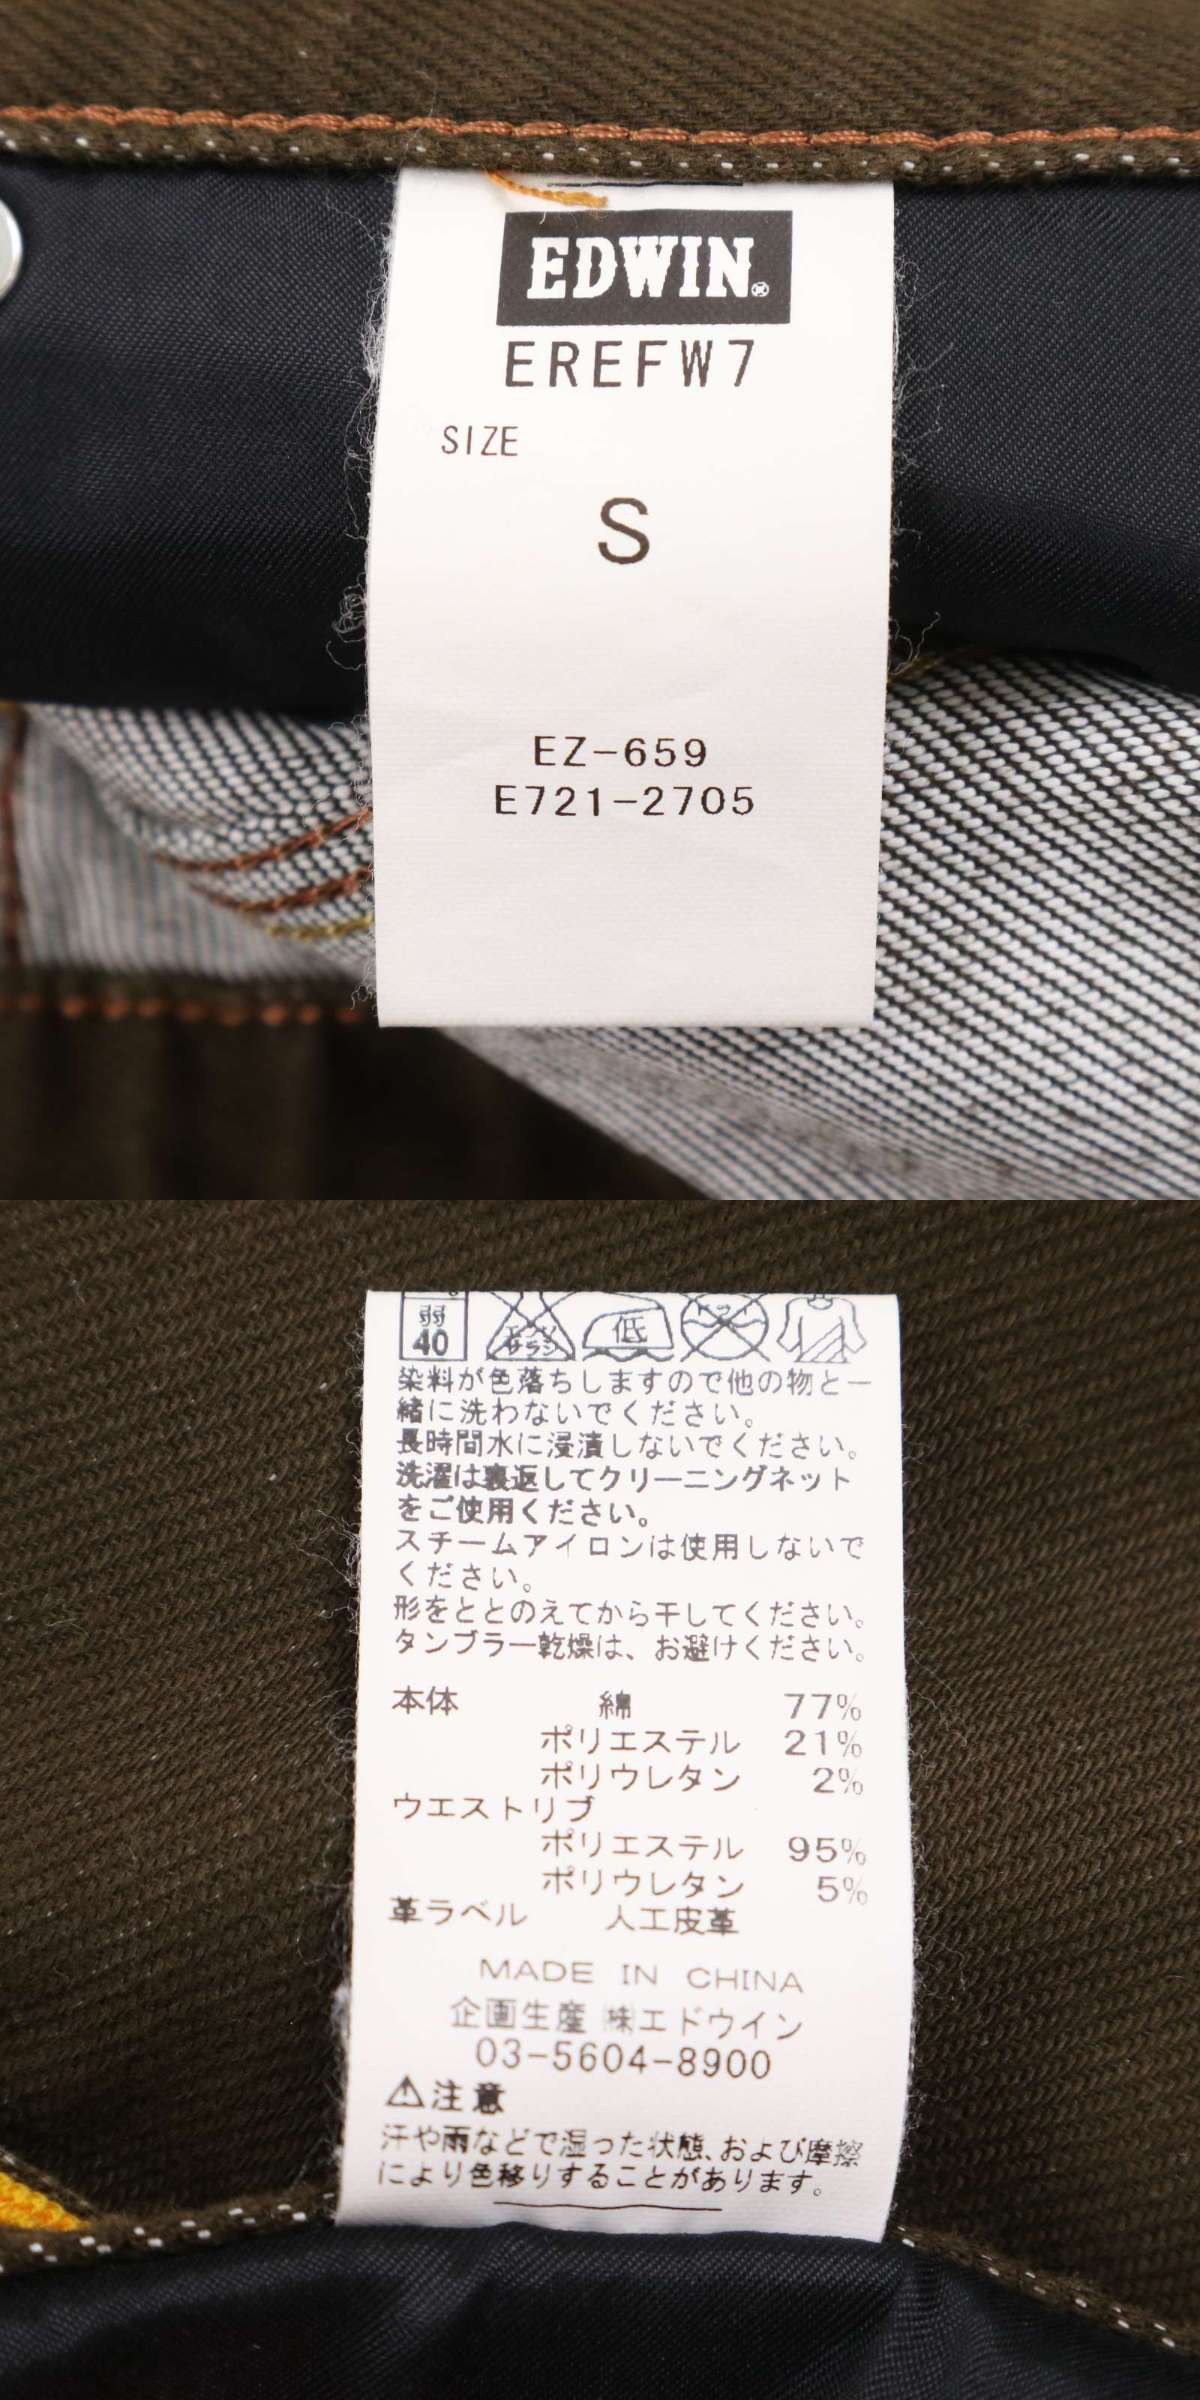 EDWIN®
EREFW7
SIZE
S
EZ-659
E721-2705
弱
40
エンソ
サラシ
低
ドライ
染料が色落ちしますので他の物と一
緒に洗わないでください。
長時間水に浸漬しないでください。
洗濯は裏返してクリーニングネット
をご使用ください。
スチームアイロンは使用しないで
ください。
形をととのえてから干してください。
タンブラー乾燥は、お避けください。
本体 綿 77%
ポリエステル 21%
ポリウレタン 2%
ウエストリブ
ポリエステル 95%
ポリウレタン 5%
革ラベル 人工皮革
MADE IN CHINA
企画生産 ㈱エドウイン
03-5604-8900
⚠注意
汗や雨などで湿った状態、および摩擦
により色移りすることがあります。